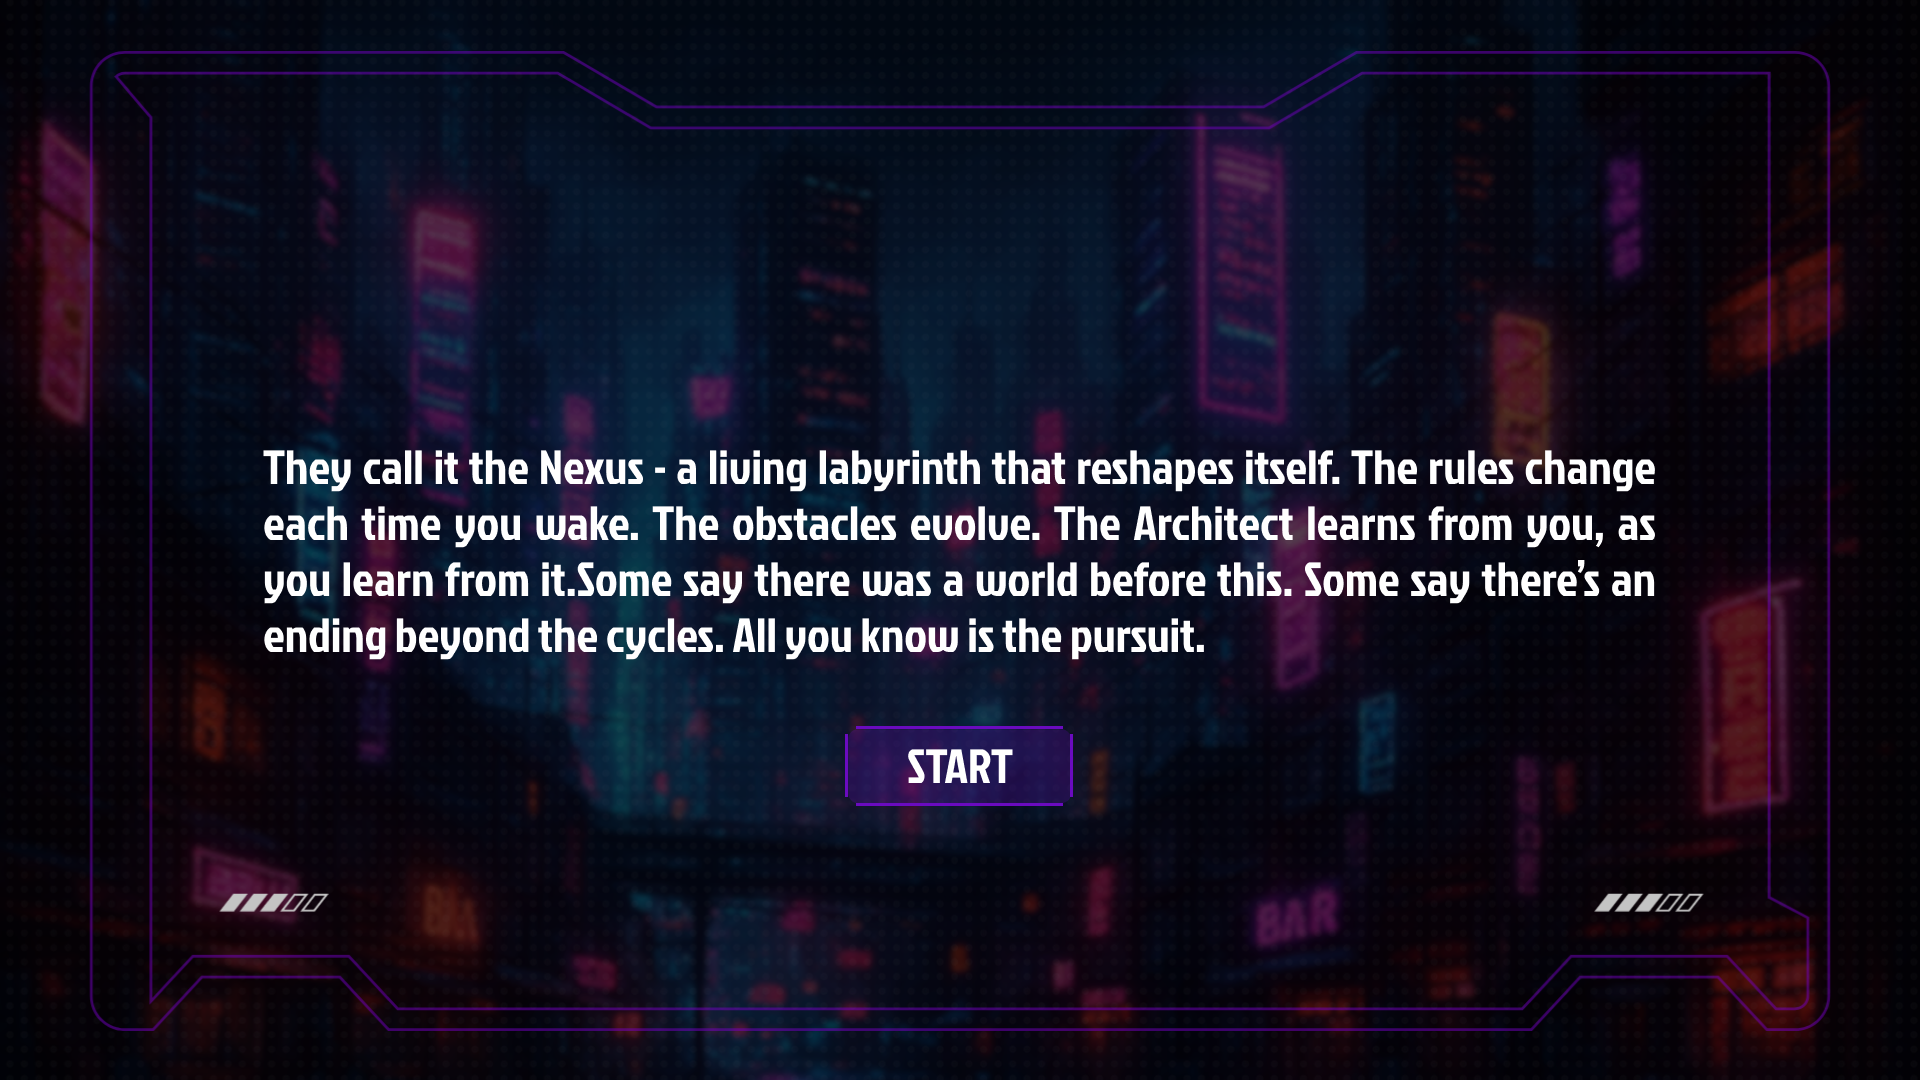 They call it the Nexus - a living labyrinth that reshapes itself. The rules change
each time you wake. The obstacles evolve. The Architect learns from you, as
you learn from it.Some say there was a world before this. Some say there’s an
ending beyond the cycles. All you know is the pursuit.
START
BAR